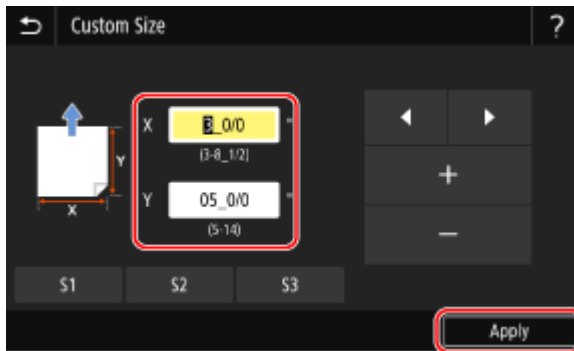 Custom Size
?
X
3_0/0
"
(3-8_1/2)
Y
X
Y
05_0/0
"
(5-14)
+
−
S1
S2
S3
Apply